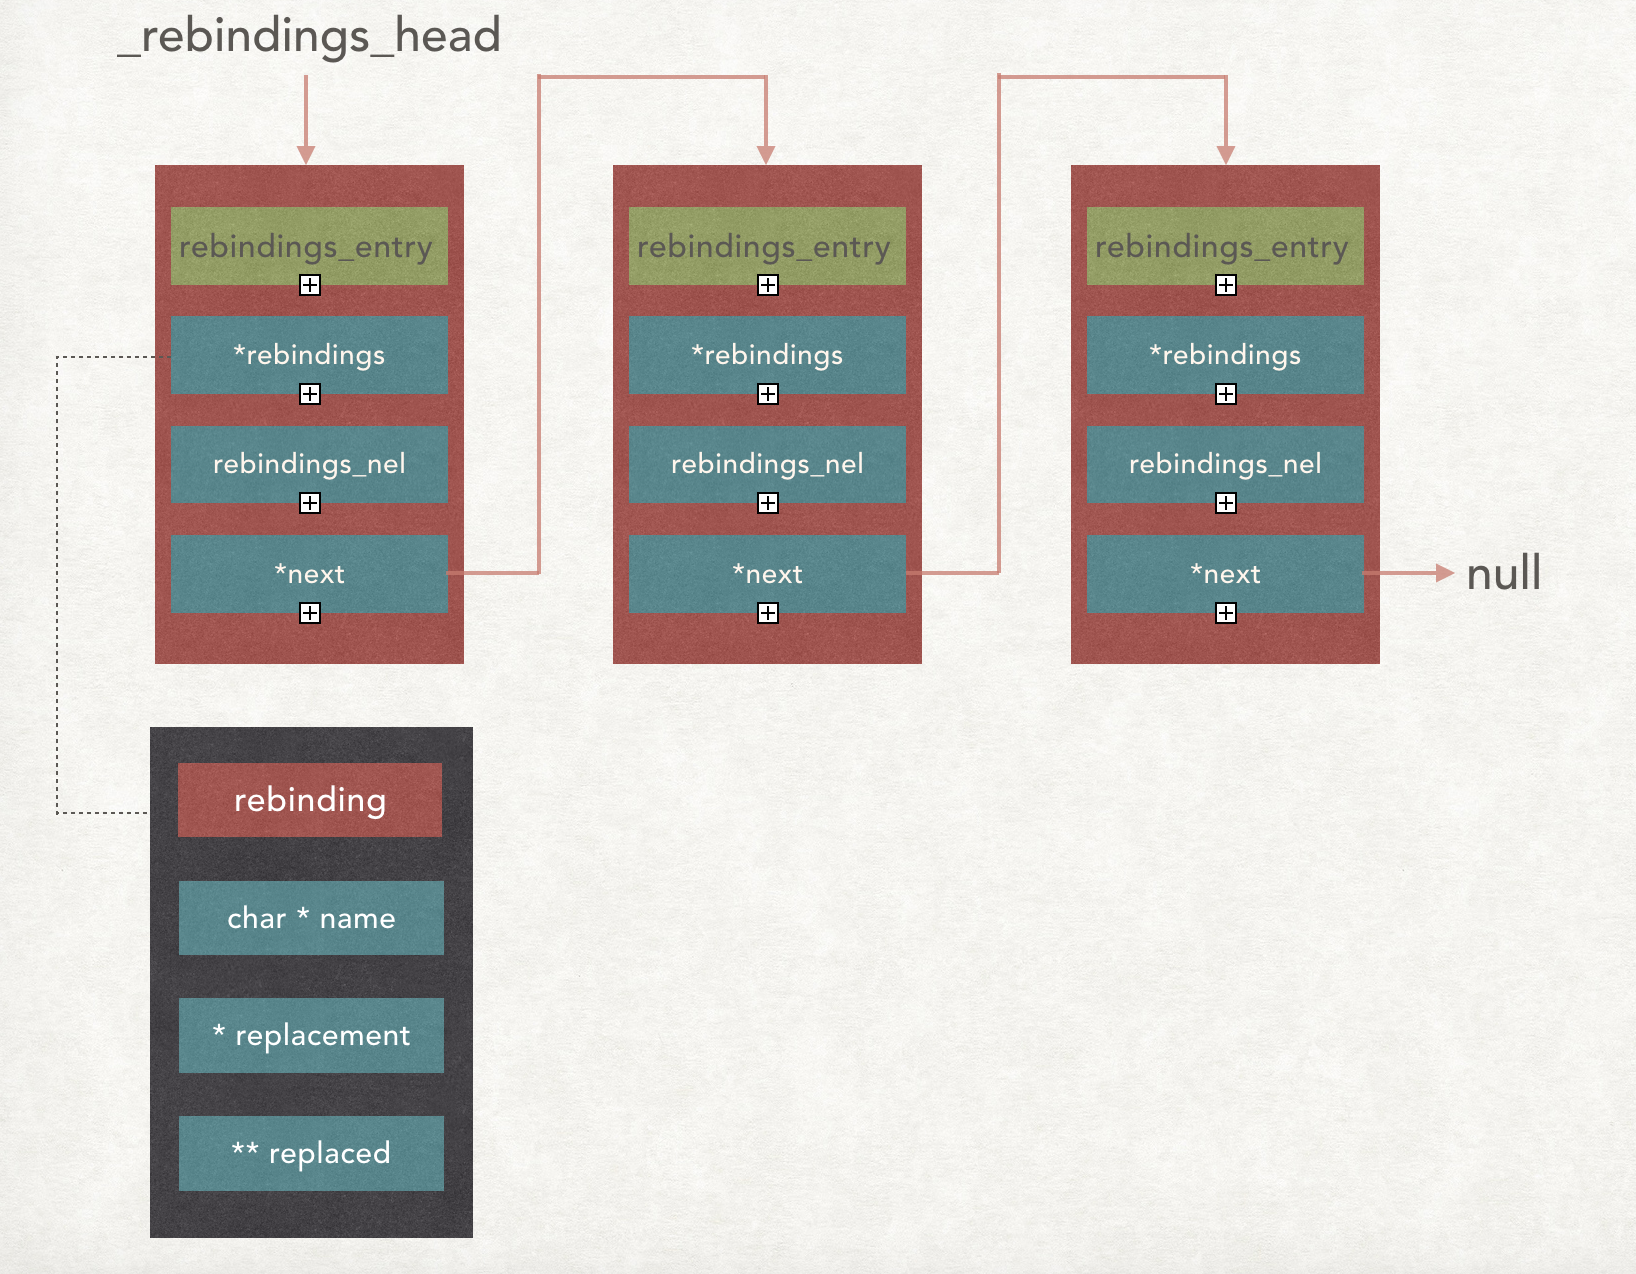 _rebindings_head
rebindings_entry
*rebindings
rebindings_nel
*next
rebindings_entry
*rebindings
rebindings_nel
*next
rebindings_entry
*rebindings
rebindings_nel
*next
null
rebinding
char * name
* replacement
** replaced